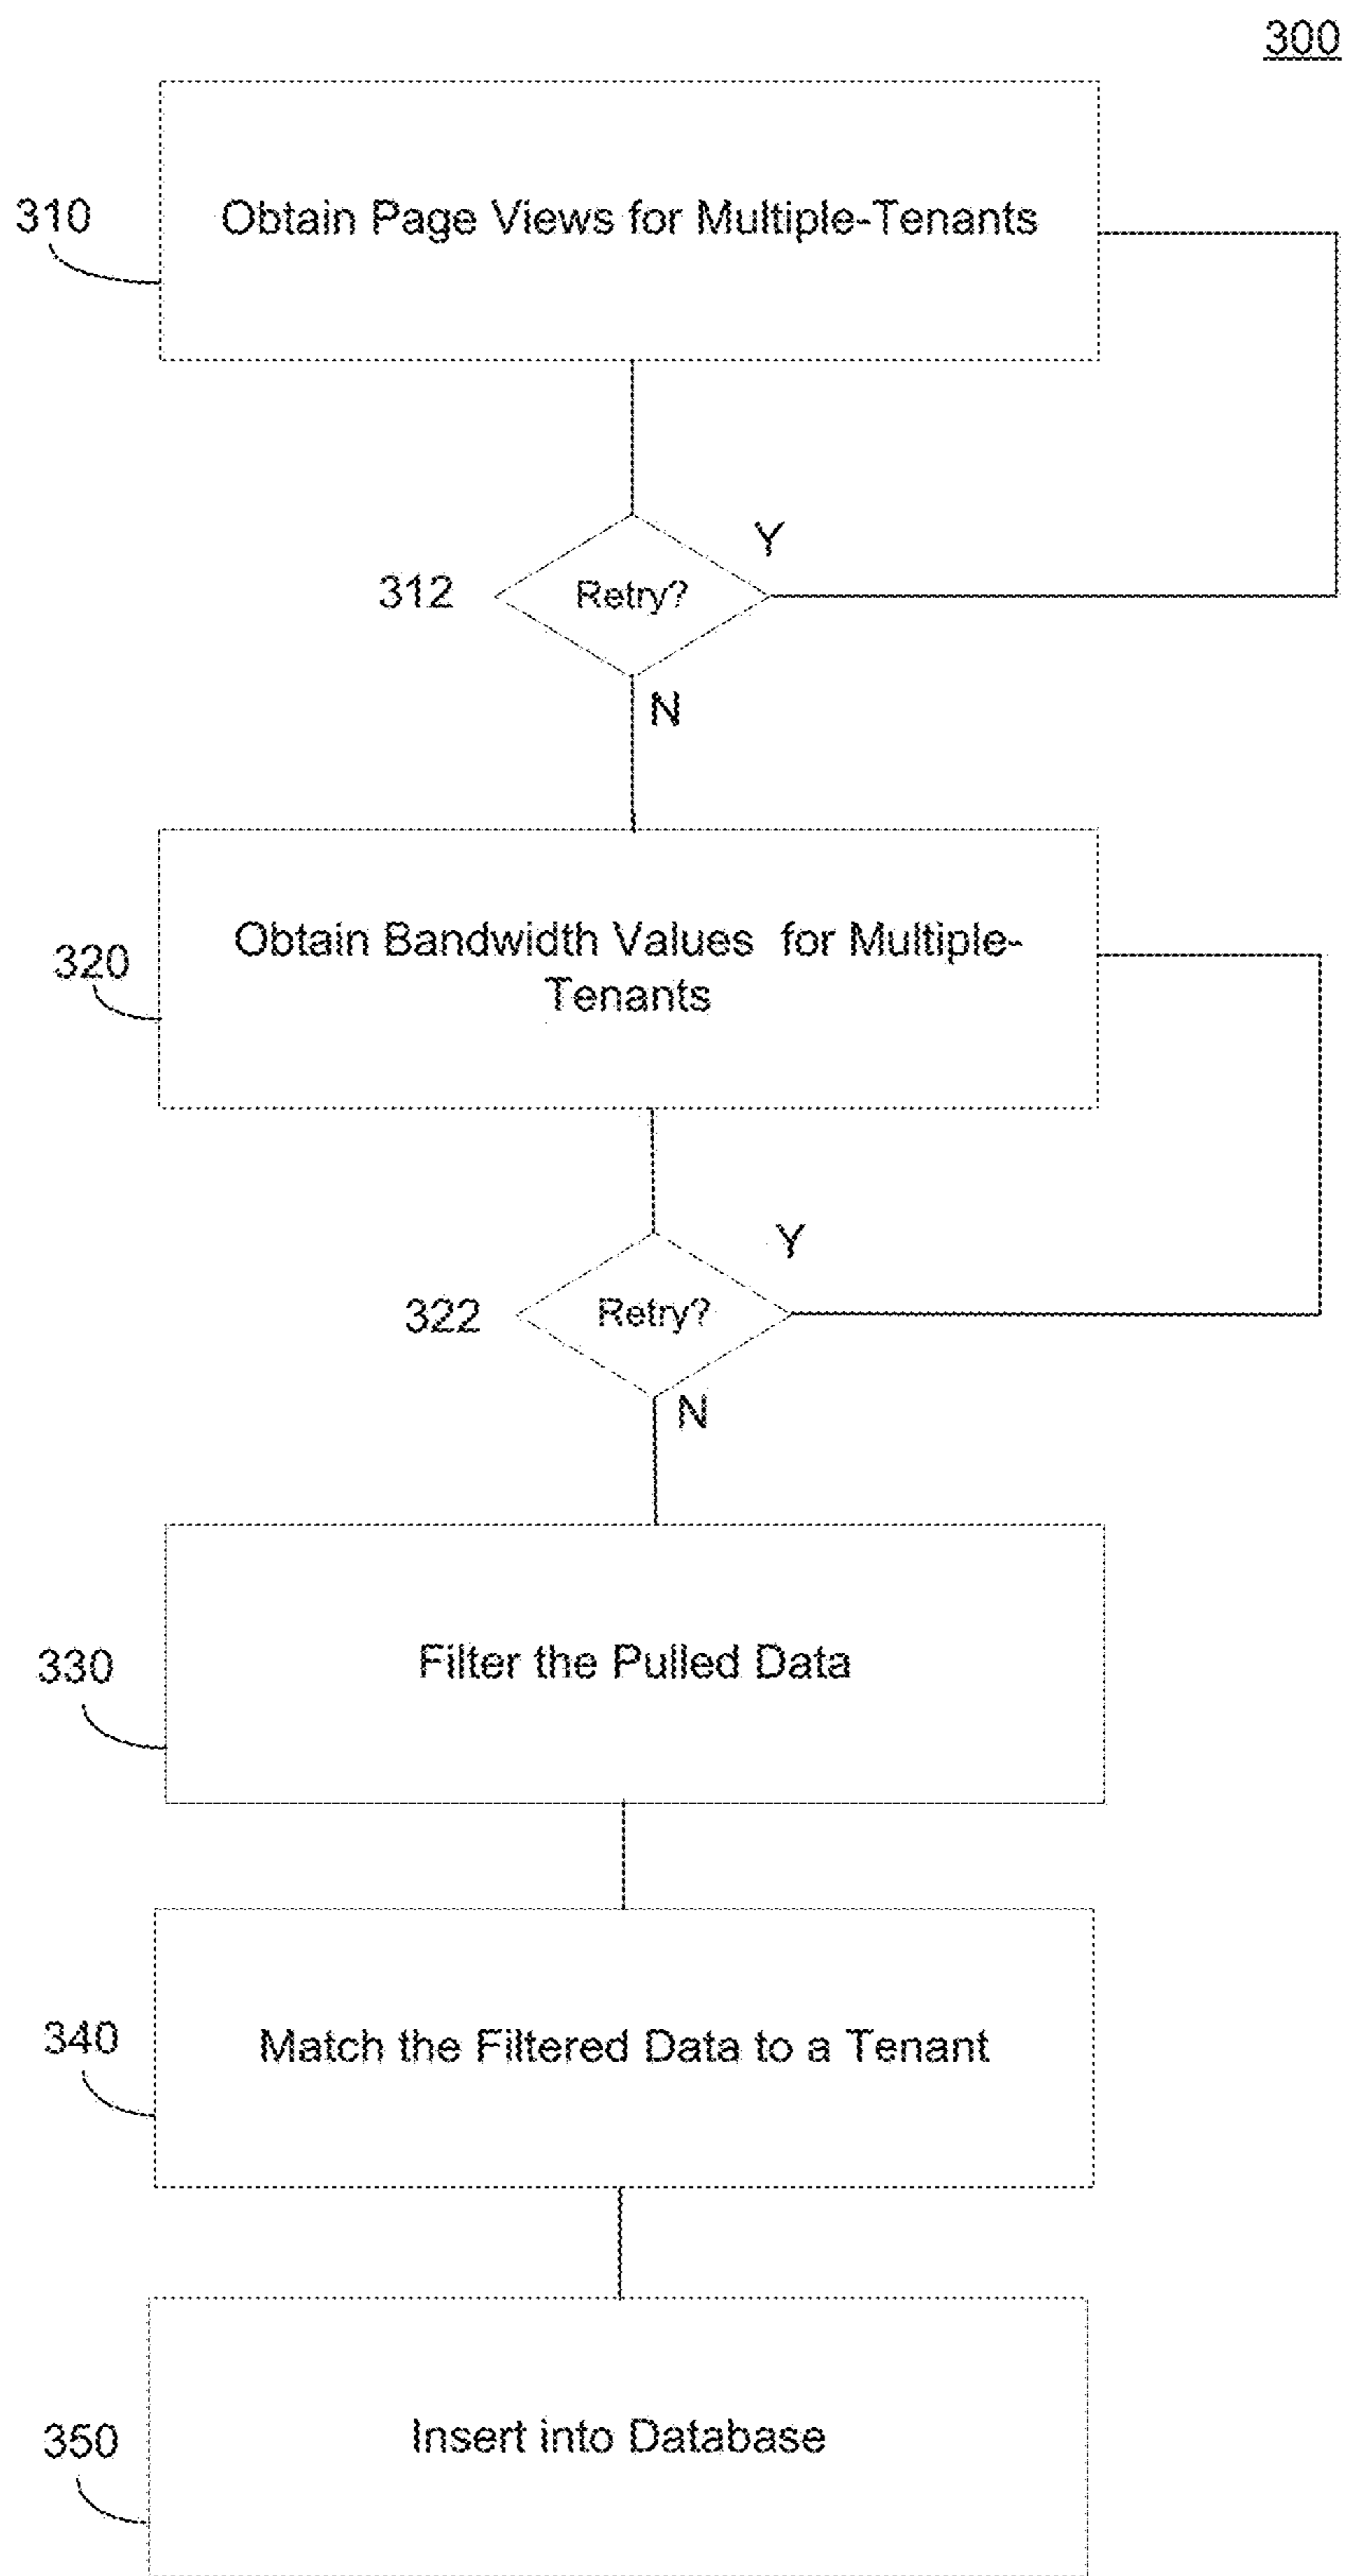 300
310
Obtain Page Views for Multiple-Tenants
312
Retry?
Y
N
320
Obtain Bandwidth Values for Multiple-
Tenants
322
Retry?
Y
N
330
Filter the Pulled Data
340
Match the Filtered Data to a Tenant
350
Insert into Database